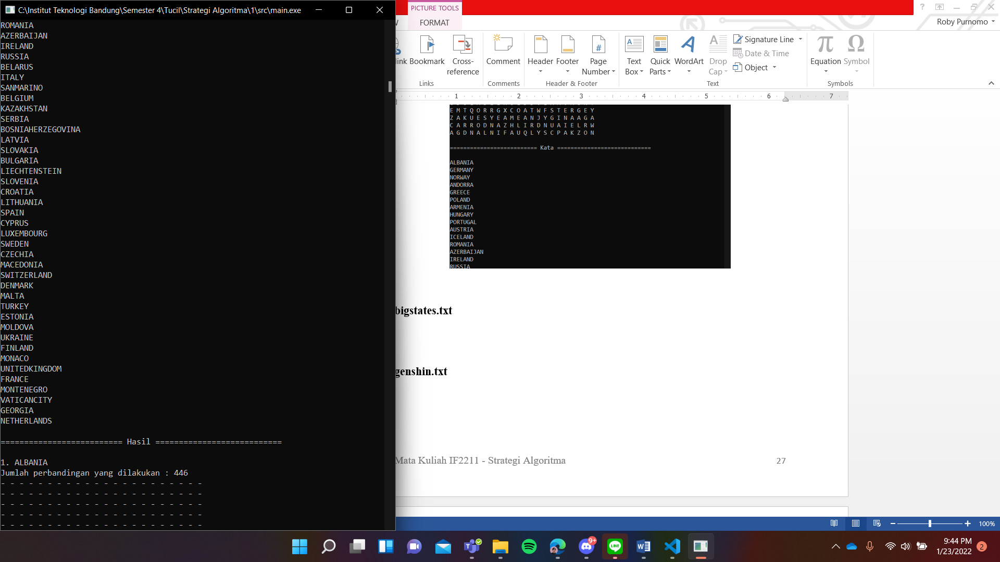 C:\Institut Teknologi Bandung\Semester 4\Tucil\Strategi Algoritma\1\src\main.exe
ROMANIA
AZERBAIJAN
IRELAND
RUSSIA
BELARUS
ITALY
SANMARINO
BELGIUM
KAZAKHSTAN
SERBIA
BOSNIAHERZEGOVINA
LATVIA
SLOVAKIA
BULGARIA
LIECHTENSTEIN
SLOVENIA
CROATIA
LITHUANIA
SPAIN
CYPRUS
LUXEMBOURG
SWEDEN
CZECHIA
MACEDONIA
SWITZERLAND
DENMARK
MALTA
TURKEY
ESTONIA
MOLDOVA
UKRAINE
FINLAND
MONACO
UNITEDKINGDOM
FRANCE
MONTENEGRO
VATICANCITY
GEORGIA
NETHERLANDS
========================== Hasil ===========================
1. ALBANIA
Jumlah perbandingan yang dilakukan : 446
- - - - - - - - - - - - - - - - - - - - - -
- - - - - - - - - - - - - - - - - - - - - -
- - - - - - - - - - - - - - - - - - - - - -
- - - - - - - - - - - - - - - - - - - - - -
- - - - - - - - - - - - - - - - - - - - - -
PICTURE TOOLS
FORMAT
Roby Purnomo
Bookmark
Cross-
reference
Links
Comment
Comments
Header
Footer
Page
Number
Header & Footer
Text
Box
Quick
Parts
WordArt
Drop
Cap
Signature Line
Date & Time
Object
Text
Equation
Symbol
Symbols
1 2 3 4 5 6 7
E M T Q O R R G X C O A T W F S T E R G E Y
Z A K U E S Y E A M E A N J Y G I N A A G A
C A R R O D N A Z H L I R D N U A I E L R W
A G D N A L N I F A U Q L Y S C P A K Z O N
========================== Kata ============================
ALBANIA
GERMANY
NORWAY
ANDORRA
GREECE
POLAND
ARMENIA
HUNGARY
PORTUGAL
AUSTRIA
ICELAND
ROMANIA
AZERBAIJAN
IRELAND
RUSSIA
bigstates.txt
genshin.txt
Mata Kuliah IF2211 - Strategi Algoritma
27
100%
9+
LINE
9:44 PM
1/23/2022
2